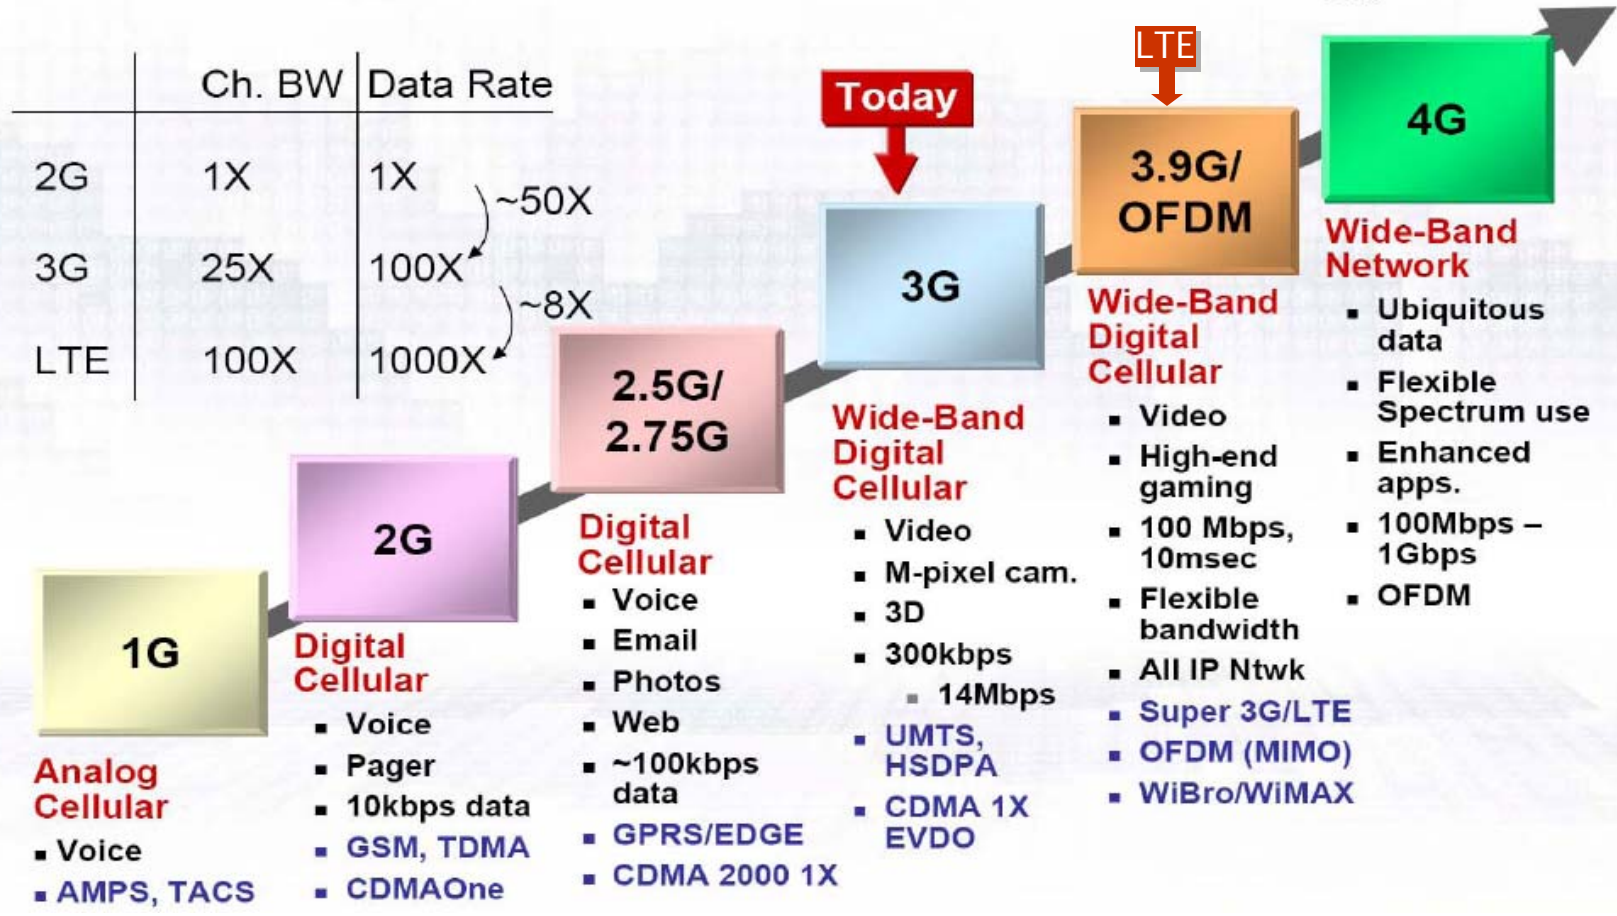 Ch. BW Data Rate
2G 1X 1X
~50X
3G 25X 100X
~8X
LTE 100X 1000X
1G
Analog
Cellular
▪ Voice
▪ AMPS, TACS
2G
Digital
Cellular
▪ Voice
▪ Pager
▪ 10kbps data
▪ GSM, TDMA
▪ CDMAOne
2.5G/
2.75G
Digital
Cellular
▪ Voice
▪ Email
▪ Photos
▪ Web
▪ ~100kbps
data
▪ GPRS/EDGE
▪ CDMA 2000 1X
Today
3G
Wide-Band
Digital
Cellular
▪ Video
▪ M-pixel cam.
▪ 3D
▪ 300kbps
▪ 14Mbps
▪ UMTS,
HSDPA
▪ CDMA 1X
EVDO
LTE
3.9G/
OFDM
Wide-Band
Digital
Cellular
▪ Video
▪ High-end
gaming
▪ 100 Mbps,
10msec
▪ Flexible
bandwidth
▪ All IP Ntwk
▪ Super 3G/LTE
▪ OFDM (MIMO)
▪ WiBro/WiMAX
4G
Wide-Band
Network
▪ Ubiquitous
data
▪ Flexible
Spectrum use
▪ Enhanced
apps.
▪ 100Mbps –
1Gbps
▪ OFDM